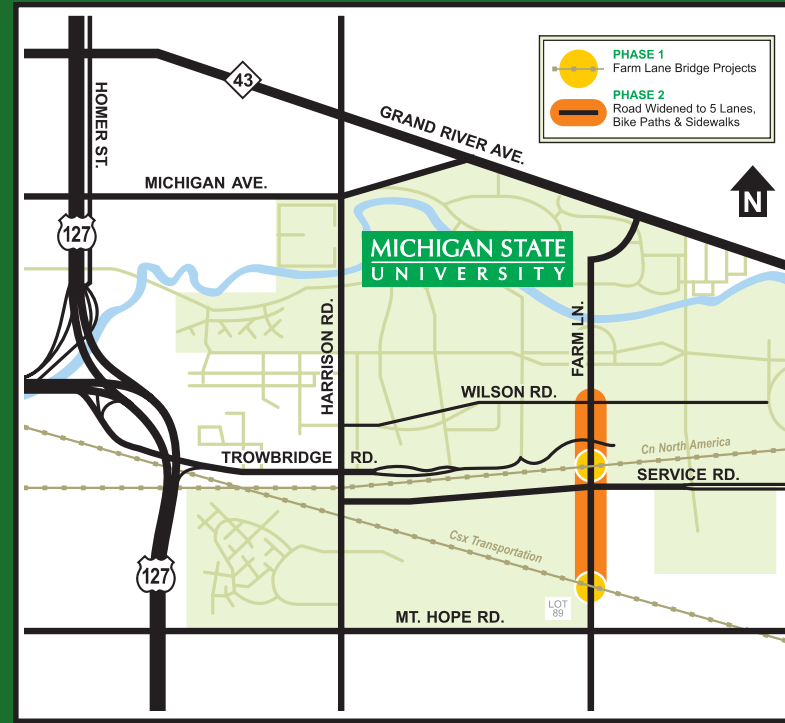 PHASE 1
Farm Lane Bridge Projects
PHASE 2
Road Widened to 5 Lanes,
Bike Paths & Sidewalks
43
HOMER ST.
GRAND RIVER AVE.
MICHIGAN AVE.
N
127
MICHIGAN STATE
UNIVERSITY
HARRISON RD.
FARM LN.
WILSON RD.
TROWBRIDGE RD.
Cn North America
SERVICE RD.
Csx Transportation
127
LOT
89
MT. HOPE RD.